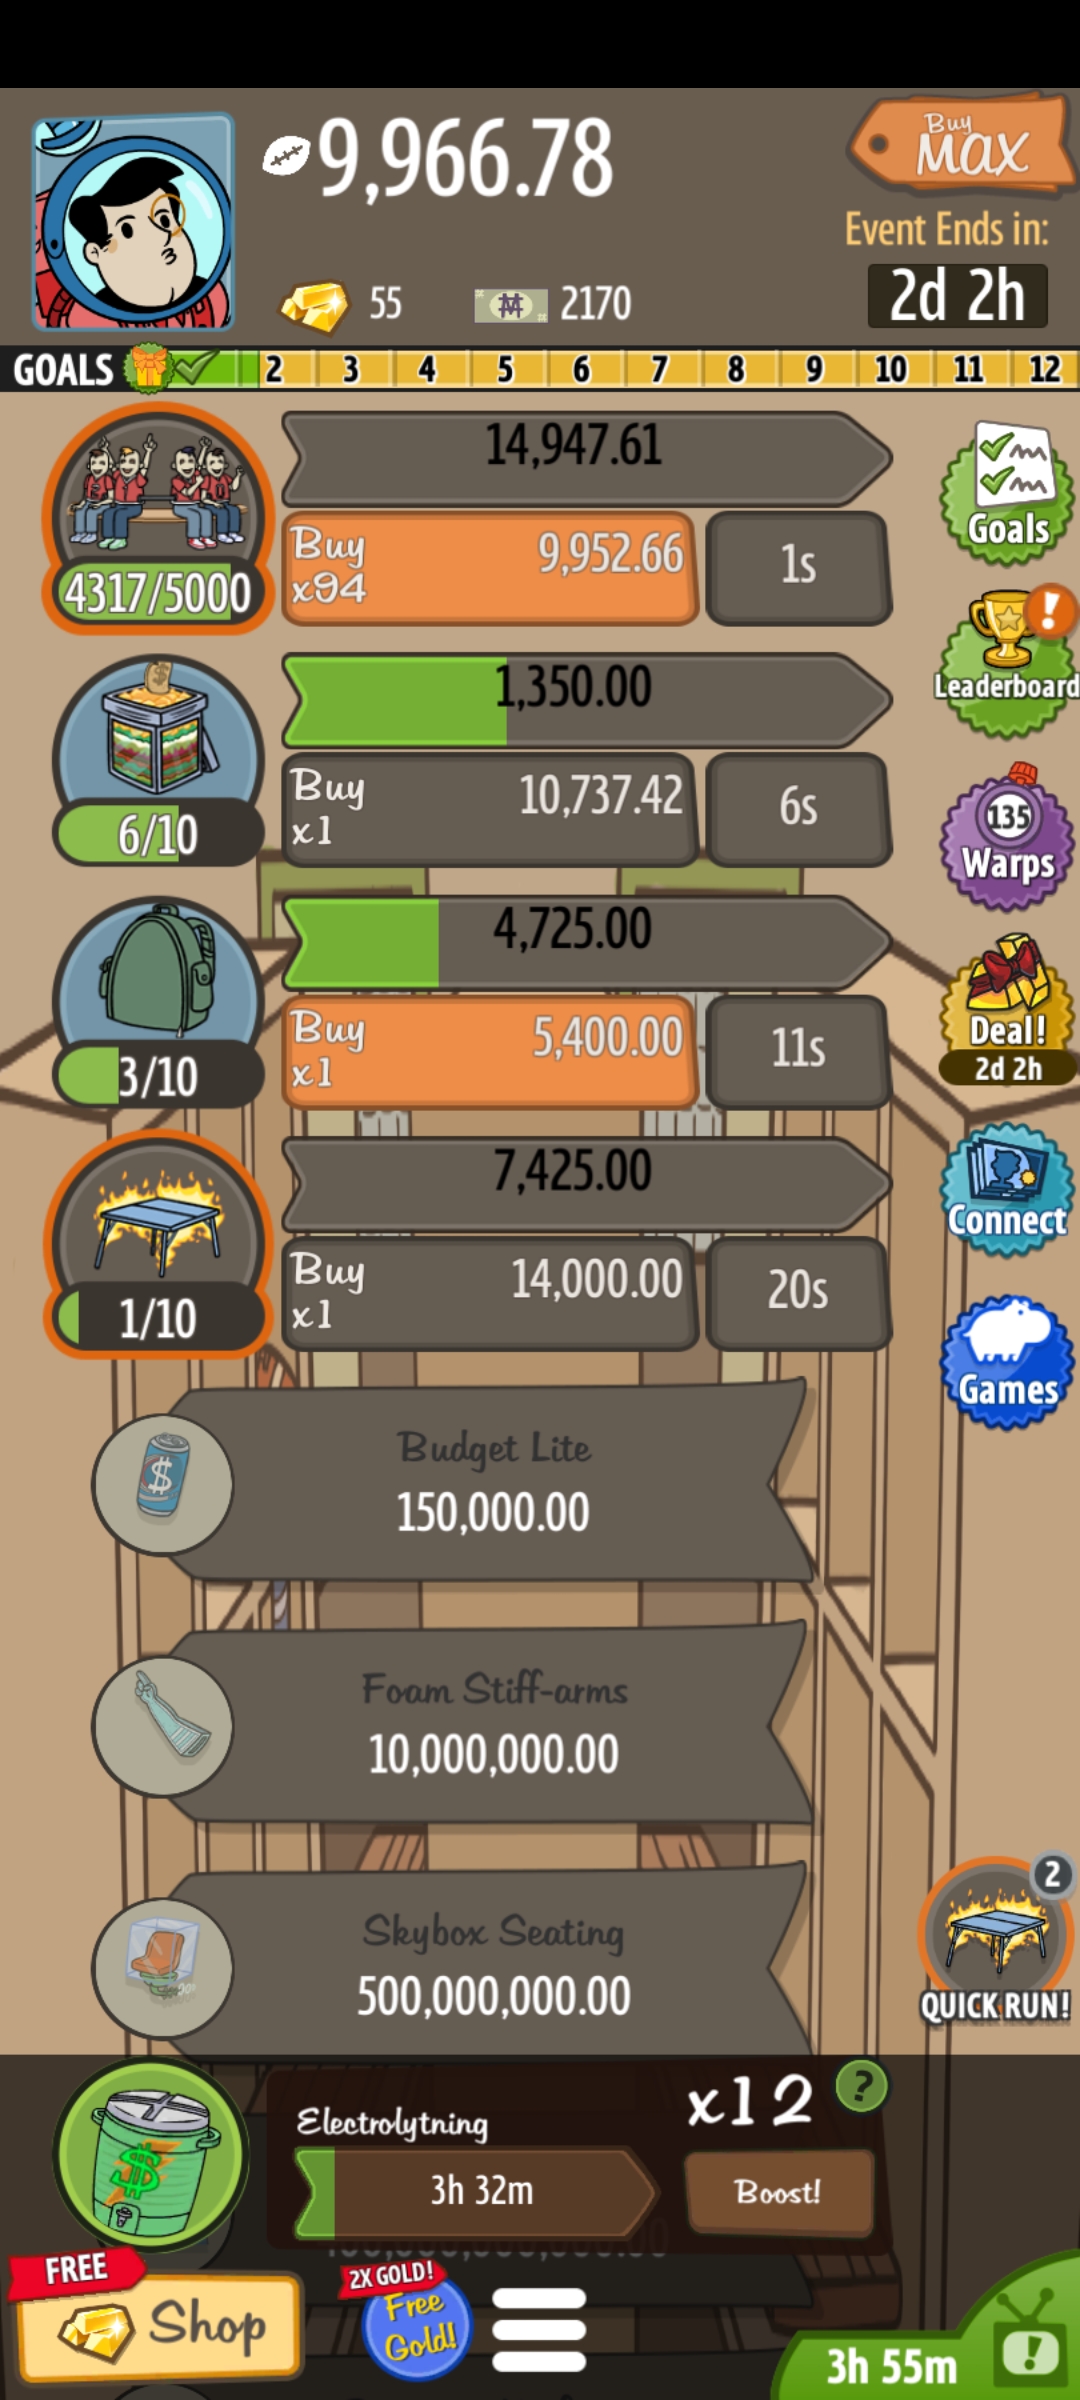 9,966.78
Buy
MAX
Event Ends in:
55
2170
2d 2h
GOALS
2 3 4 5 6 7 8 9 10 11 12
14,947.61
Buy
x94
9,952.66
1s
4317/5000
Goals
Leaderboard
1,350.00
Buy
x1
10,737.42
6s
6/10
135
Warps
4,725.00
Buy
x1
5,400.00
11s
3/10
Deal!
2d 2h
7,425.00
Buy
x1
14,000.00
20s
1/10
Connect
Games
Budget Lite
150,000.00
Foam Stiff-arms
10,000,000.00
Skybox Seating
500,000,000.00
2
QUICK RUN!
Electrolytning
3h 32m
x12
?
Boost!
FREE
Shop
2X GOLD!
Free
Gold!
3h 55m